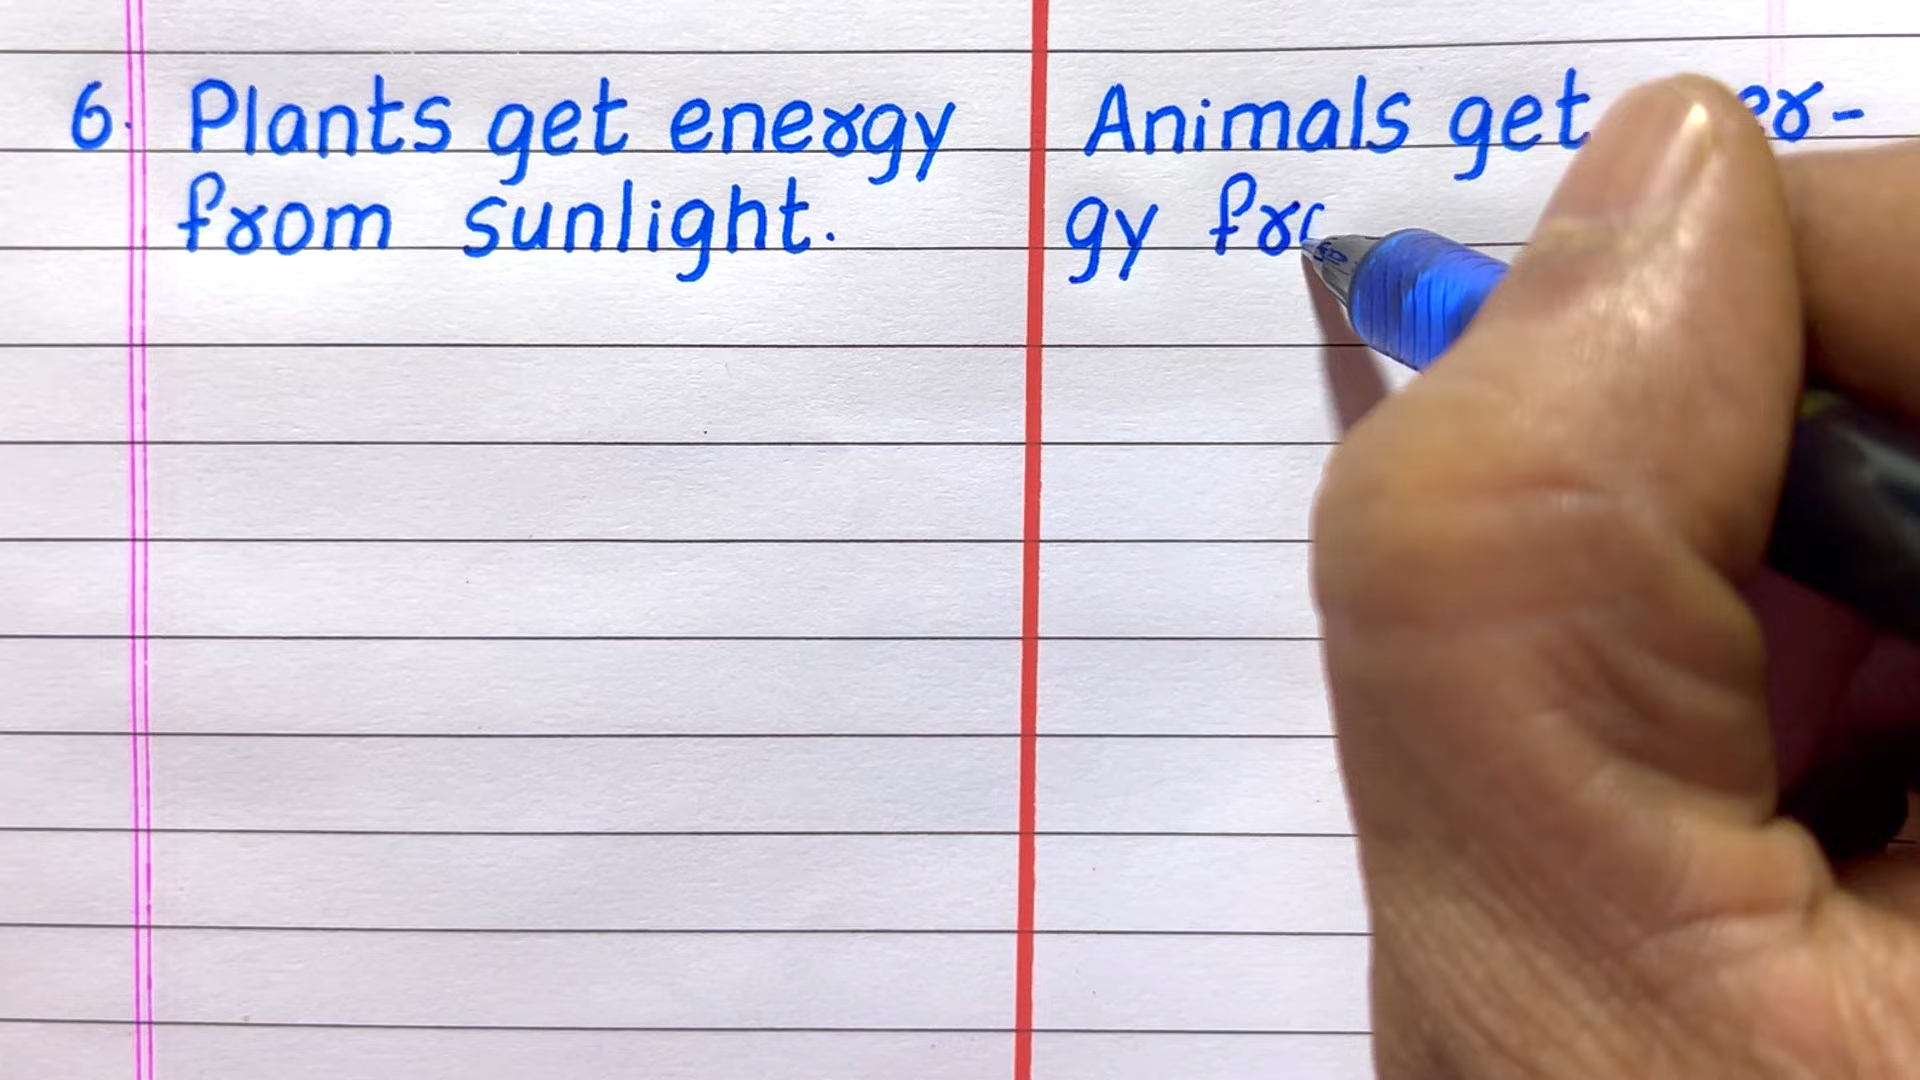 6. Plants get energy
from sunlight.
Animals get
gy